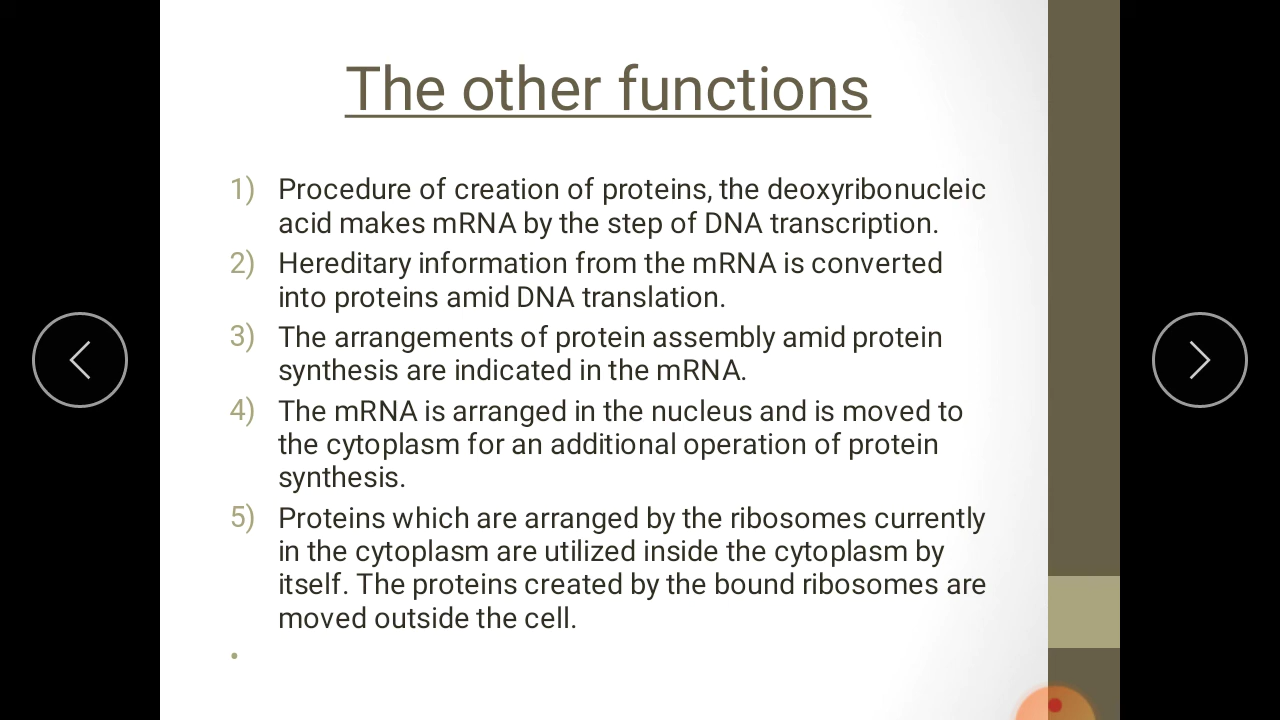 The other functions
1) Procedure of creation of proteins, the deoxyribonucleic
acid makes mRNA by the step of DNA transcription.
2) Hereditary information from the mRNA is converted
into proteins amid DNA translation.
3) The arrangements of protein assembly amid protein
synthesis are indicated in the mRNA.
4) The mRNA is arranged in the nucleus and is moved to
the cytoplasm for an additional operation of protein
synthesis.
5) Proteins which are arranged by the ribosomes currently
in the cytoplasm are utilized inside the cytoplasm by
itself. The proteins created by the bound ribosomes are
moved outside the cell.
•